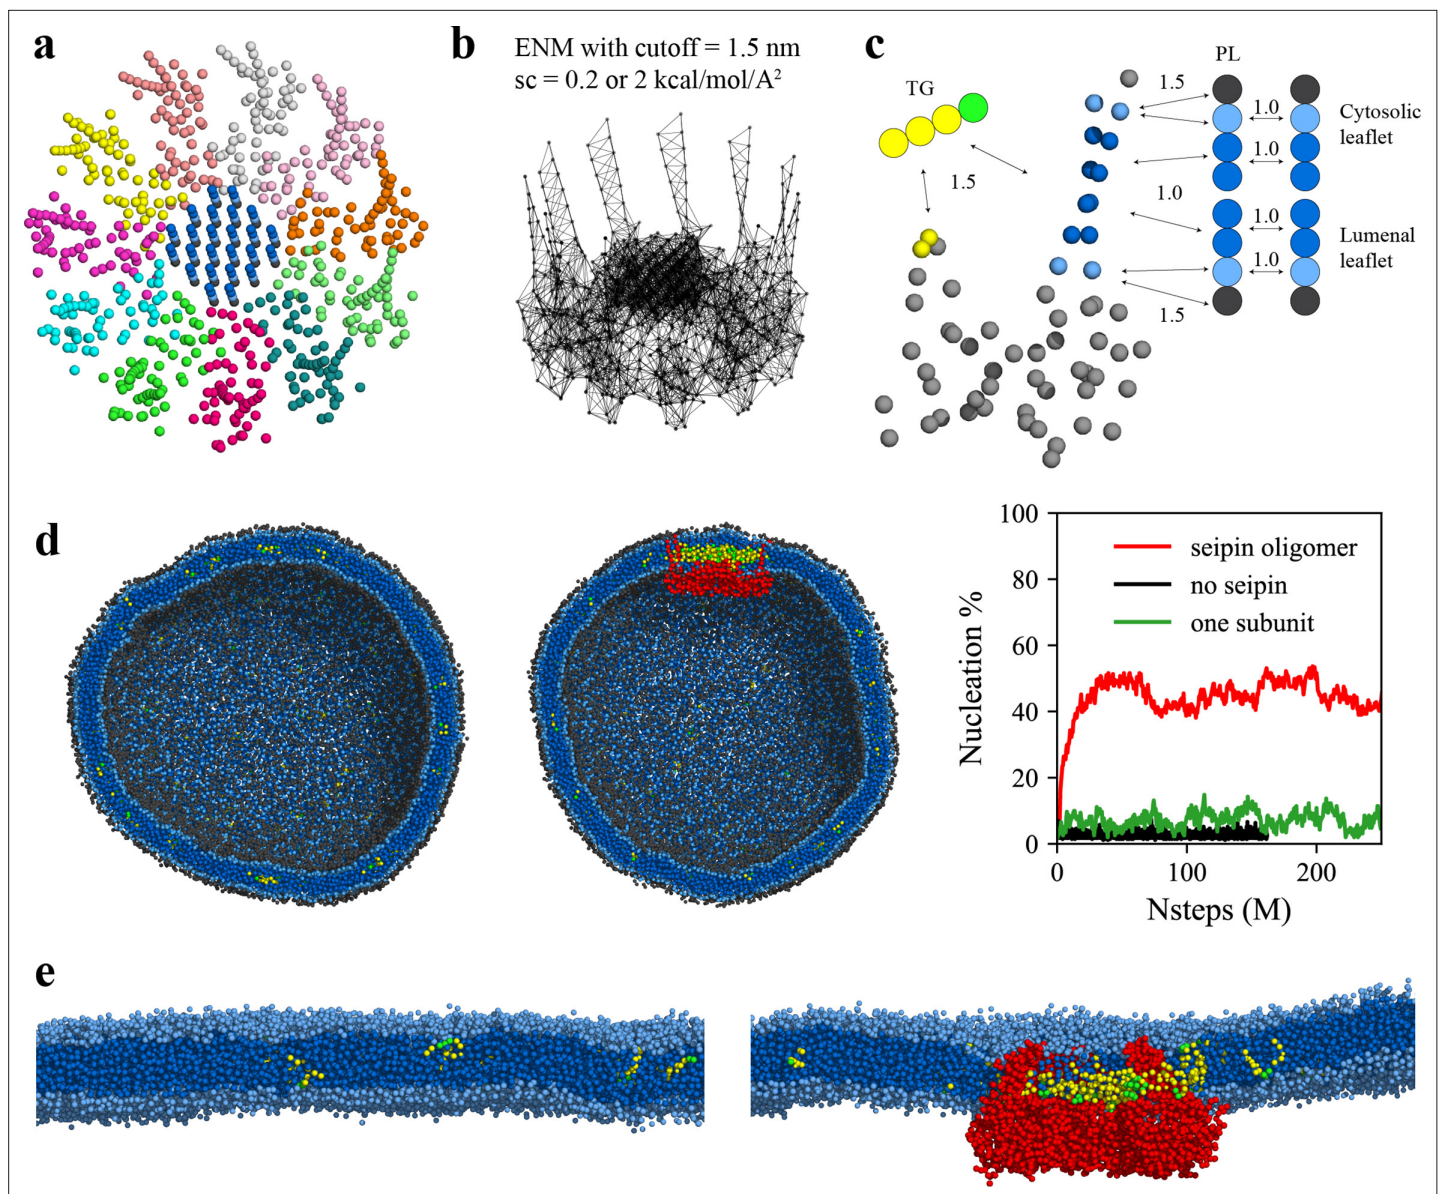 a
b
ENM with cutoff = 1.5 nm
sc = 0.2 or 2 kcal/mol/A²
c
TG
1.5
PL
1.5
1.0
Cytosolic
leaflet
1.0
1.0
1.0
Lumenal
leaflet
1.0
1.5
d
100
80
60
40
20
0
Nucleation %
seipin oligomer
no seipin
one subunit
0
100
200
Nsteps (M)
e